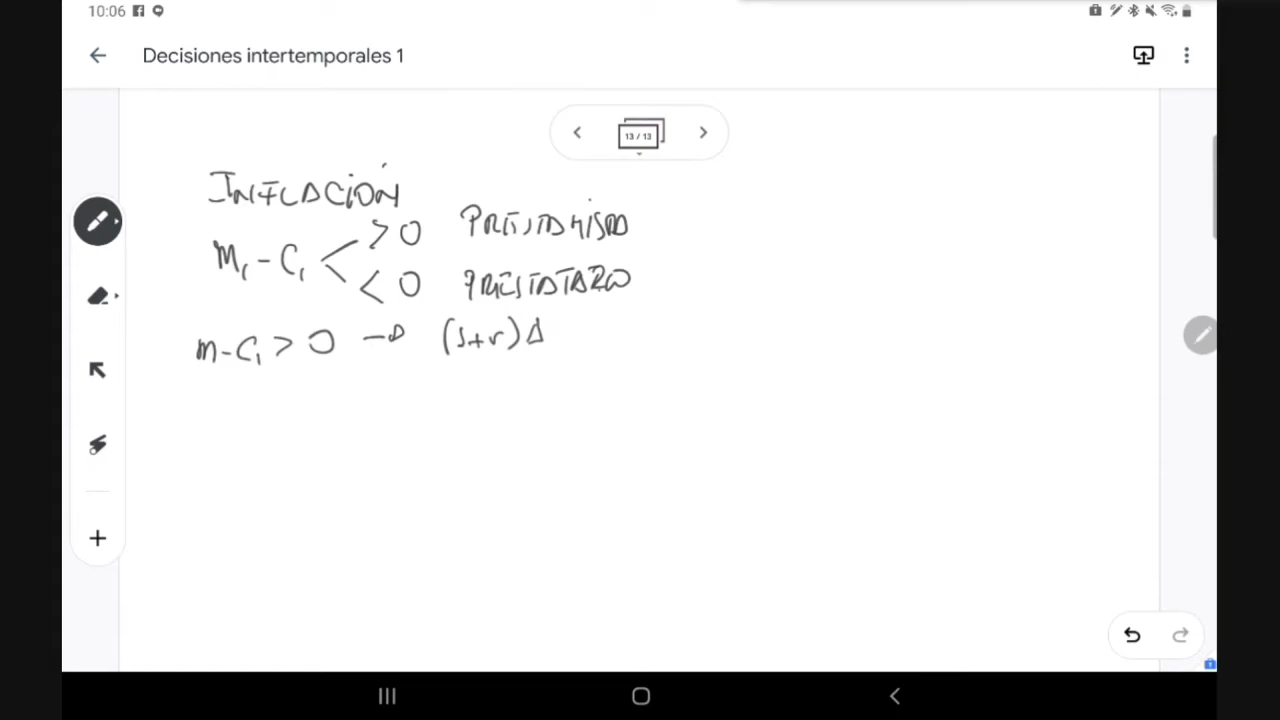 10:06
Decisiones intertemporales 1
13 / 13
INFLACIÓN
M₁ - C₁ < > 0 PRESTAMISTA
< 0 PRESTATARIO
m - C₁ > 0 → (1+r) Δ